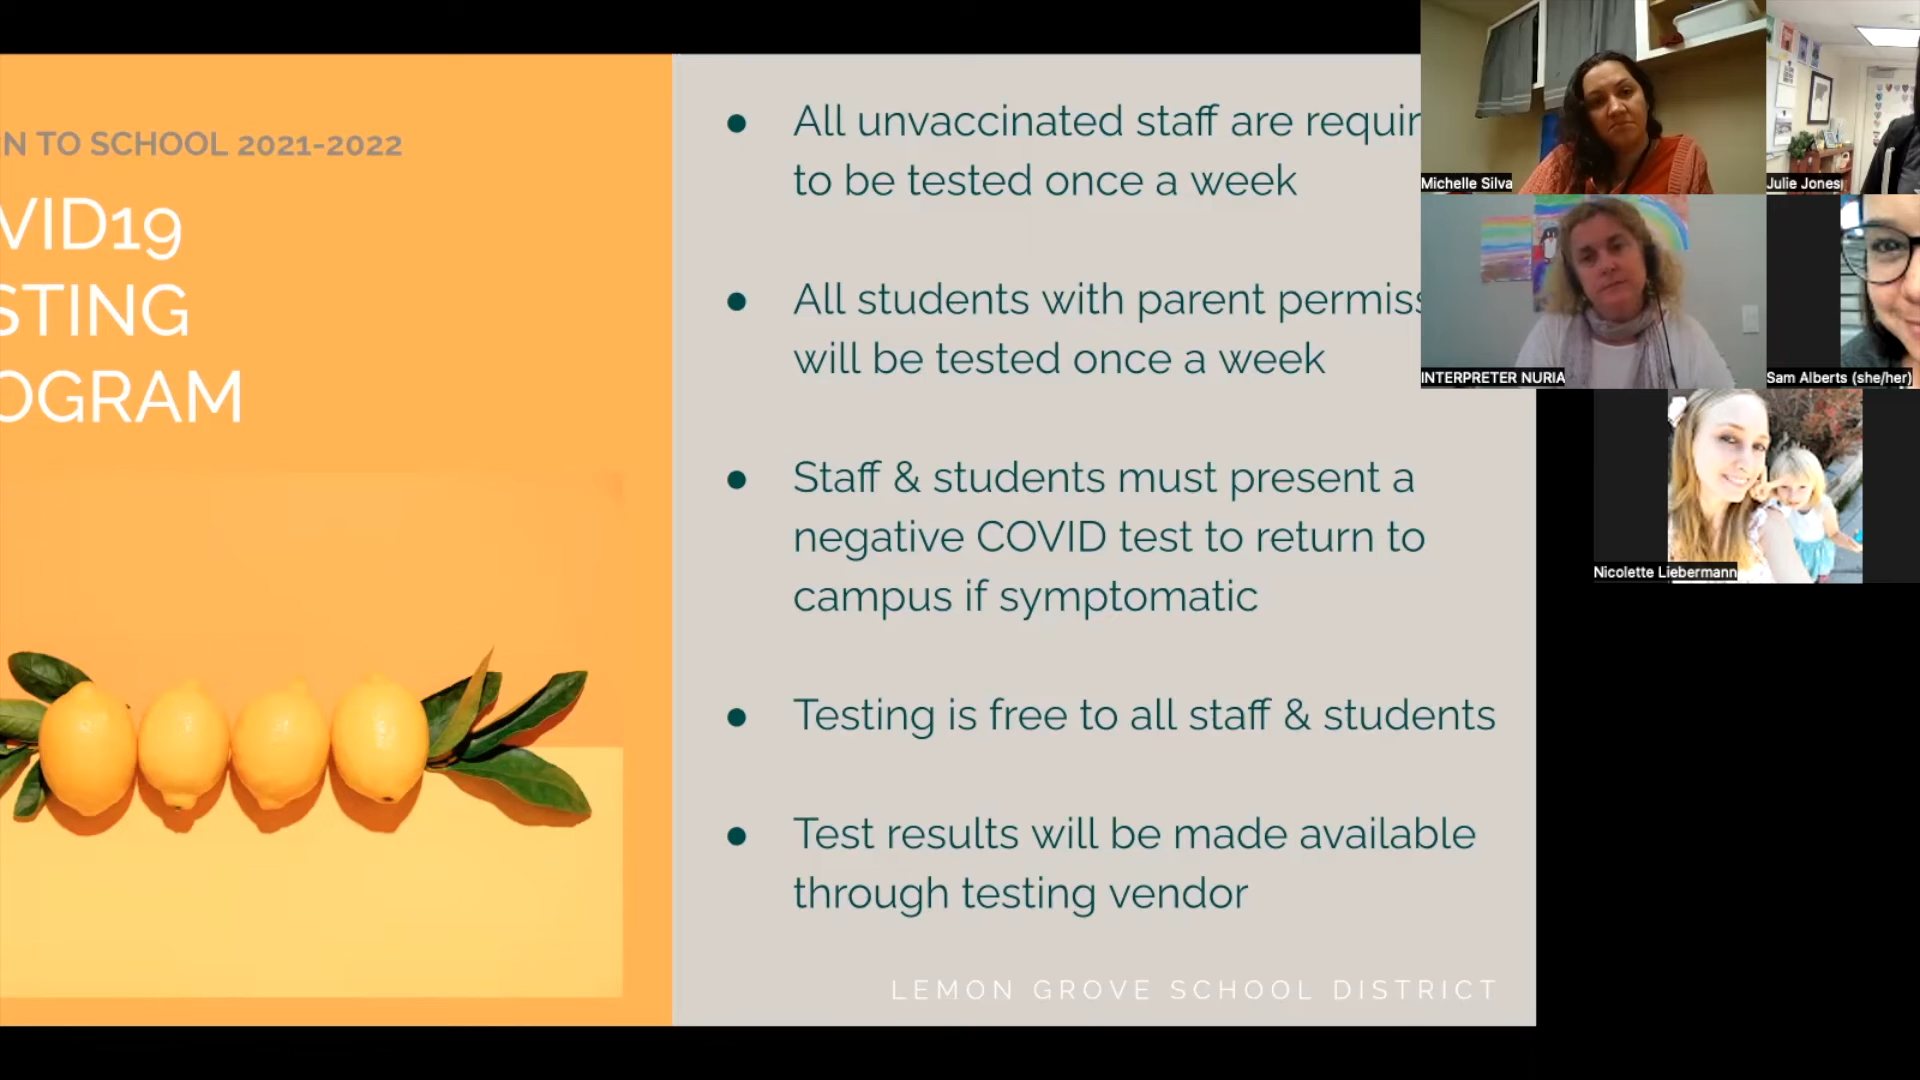 N TO SCHOOL 2021-2022
VID19
STING
OGRAM
All unvaccinated staff are requir
to be tested once a week
All students with parent permiss
will be tested once a week
Staff & students must present a
negative COVID test to return to
campus if symptomatic
Testing is free to all staff & students
Test results will be made available
through testing vendor
LEMON GROVE SCHOOL DISTRICT
Michelle Silva
Julie Jones
INTERPRETER NURIA
Sam Alberts (she/her)
Nicolette Liebermann